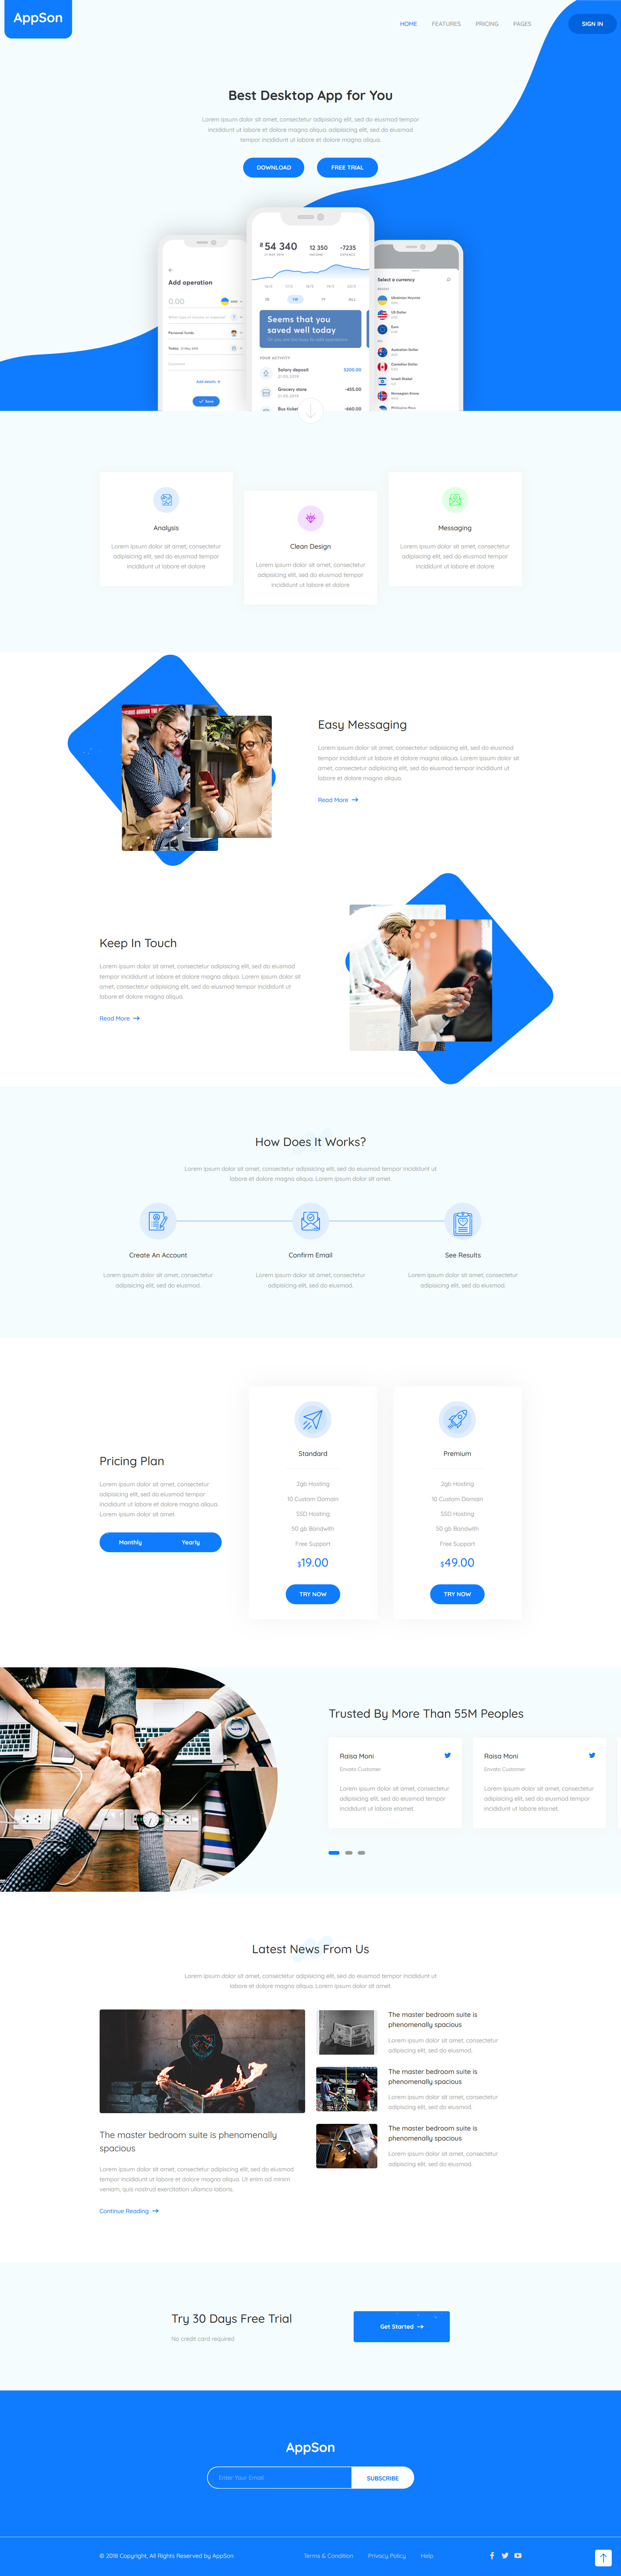 AppSon
HOME FEATURES PRICING PAGES SIGN IN
Best Desktop App for You
Lorem ipsum dolor sit amet, consectetur adipisicing elit, sed do eiusmod tempor
incididunt ut labore et dolore magna aliqua. adipisicing elit, sed do eiusmod
tempor incididunt ut labore et dolore magna aliqua.
DOWNLOAD FREE TRIAL
Add operation
0.00
What type of income or expense?
Personal funds
Today, 21 May 2019
Comment
Add details
Save
54 340 12 350 -7235
21 MAY 2019 INCOME EXPENCE
1D 1W 1Y ALL
Seems that you
saved well today
YOUR ACTIVITY
Salary deposit 5200.00
21.05.2019
Grocery store -455.00
21.05.2019
Bus ticket -660.00
Select a currency
Ukrainian Hryvnia
US Dollar
Euro
Australian Dollar
Canadian Dollar
Israeli Shekel
Norwegian Krone
Philippine Peso
Analysis
Lorem ipsum dolor sit amet, consectetur
adipisicing elit, sed do eiusmod tempor
incididunt ut labore et dolore
Clean Design
Lorem ipsum dolor sit amet, consectetur
adipisicing elit, sed do eiusmod tempor
incididunt ut labore et dolore
Messaging
Lorem ipsum dolor sit amet, consectetur
adipisicing elit, sed do eiusmod tempor
incididunt ut labore et dolore
Easy Messaging
Lorem ipsum dolor sit amet, consectetur adipisicing elit, sed do eiusmod
tempor incididunt ut labore et dolore magna aliqua. Lorem ipsum dolor sit
amet, consectetur adipisicing elit, sed do eiusmod tempor incididunt ut
labore et dolore magna aliqua.
Read More
Keep In Touch
Lorem ipsum dolor sit amet, consectetur adipisicing elit, sed do eiusmod
tempor incididunt ut labore et dolore magna aliqua. Lorem ipsum dolor sit
amet, consectetur adipisicing elit, sed do eiusmod tempor incididunt ut
labore et dolore magna aliqua.
Read More
How Does It Works?
Lorem ipsum dolor sit amet, consectetur adipisicing elit, sed do eiusmod tempor incididunt ut
labore et dolore magna aliqua. Lorem ipsum dolor sit amet.
Create An Account
Lorem ipsum dolor sit amet, consectetur
adipisicing elit, sed do eiusmod.
Confirm Email
Lorem ipsum dolor sit amet, consectetur
adipisicing elit, sed do eiusmod.
See Results
Lorem ipsum dolor sit amet, consectetur
adipisicing elit, sed do eiusmod.
Pricing Plan
Lorem ipsum dolor sit amet, consectetur
adipisicing elit, sed do eiusmod tempor
incididunt ut labore et dolore magna aliqua.
Lorem ipsum dolor sit amet.
Monthly Yearly
Standard
2gb Hosting
10 Custom Domain
SSD Hosting
50 gb Bandwith
Free Support
$19.00
TRY NOW
Premium
2gb Hosting
10 Custom Domain
SSD Hosting
50 gb Bandwith
Free Support
$49.00
TRY NOW
Trusted By More Than 55M Peoples
Raisa Moni
Envato Customer
Lorem ipsum dolor sit amet, consectetur
adipisicing elit, sed do eiusmod tempor
incididunt ut labore etamet.
Raisa Moni
Envato Customer
Lorem ipsum dolor sit amet, consectetur
adipisicing elit, sed do eiusmod tempor
incididunt ut labore etamet.
Latest News From Us
Lorem ipsum dolor sit amet, consectetur adipisicing elit, sed do eiusmod tempor incididunt ut
labore et dolore magna aliqua. Lorem ipsum dolor sit amet.
The master bedroom suite is phenomenally
spacious
Lorem ipsum dolor sit amet, consectetur adipisicing elit, sed do eiusmod
tempor incididunt ut labore et dolore magna aliqua. Ut enim ad minim
veniam, quis nostrud exercitation ullamco laboris.
Continue Reading
The master bedroom suite is
phenomenally spacious
Lorem ipsum dolor sit amet, consectetur
adipisicing elit, sed do eiusmod.
The master bedroom suite is
phenomenally spacious
Lorem ipsum dolor sit amet, consectetur
adipisicing elit, sed do eiusmod.
The master bedroom suite is
phenomenally spacious
Lorem ipsum dolor sit amet, consectetur
adipisicing elit, sed do eiusmod.
Try 30 Days Free Trial
No credit card required
Get Started
AppSon
Enter Your Email SUBSCRIBE
© 2018 Copyright, All Rights Reserved by AppSon
Terms & Condition Privacy Policy Help